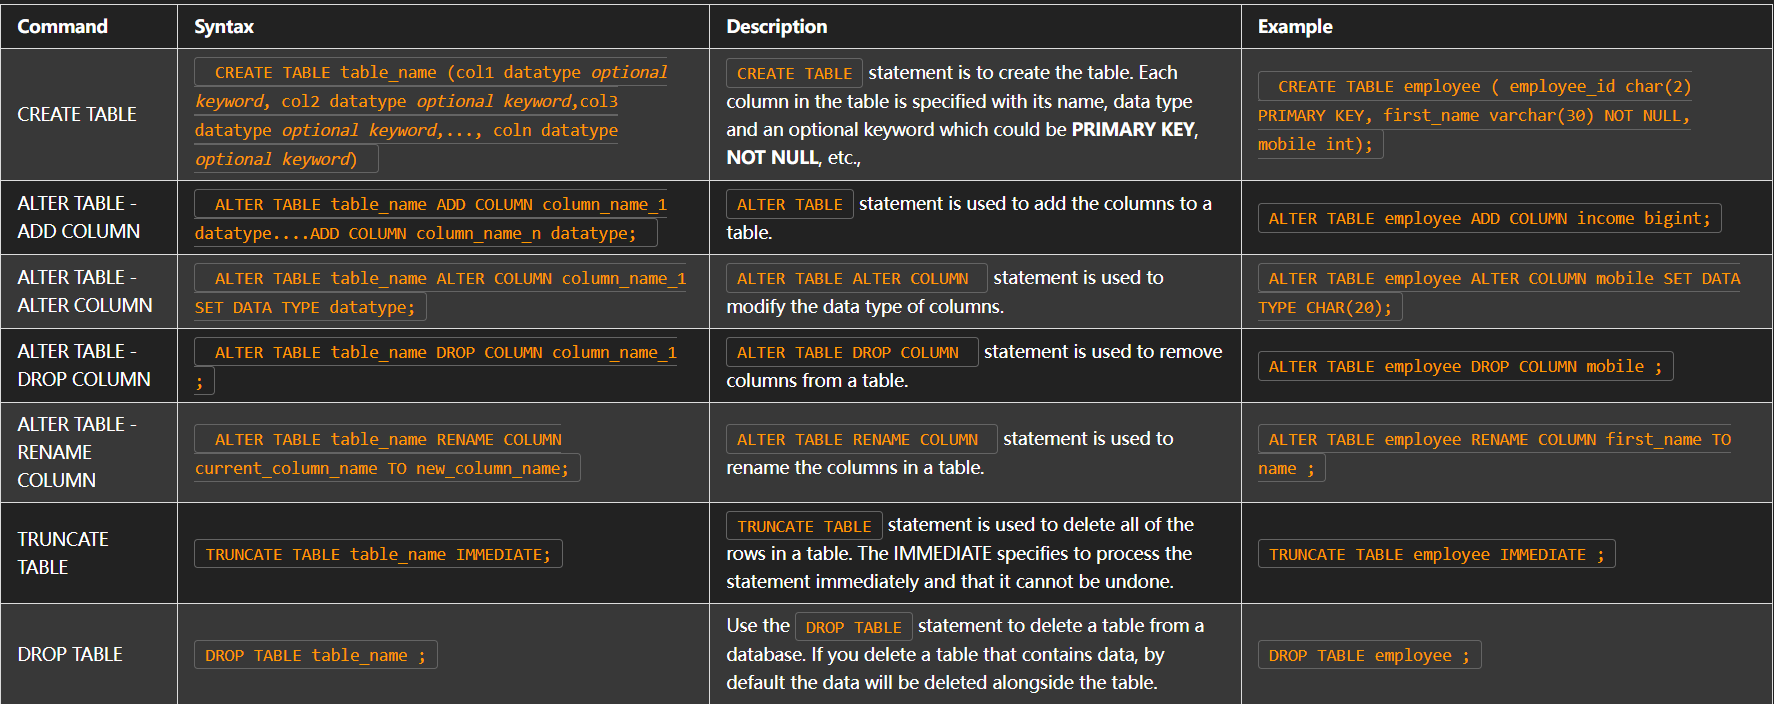 Command Syntax Description Example
CREATE TABLE
CREATE TABLE table_name (col1 datatype optional
keyword, col2 datatype optional keyword,col3
datatype optional keyword,..., coln datatype
optional keyword)
CREATE TABLE statement is to create the table. Each
column in the table is specified with its name, data type
and an optional keyword which could be PRIMARY KEY,
NOT NULL, etc.,
CREATE TABLE employee ( employee_id char(2)
PRIMARY KEY, first_name varchar(30) NOT NULL,
mobile int);
ALTER TABLE -
ADD COLUMN
ALTER TABLE table_name ADD COLUMN column_name_1
datatype....ADD COLUMN column_name_n datatype;
ALTER TABLE statement is used to add the columns to a
table.
ALTER TABLE employee ADD COLUMN income bigint;
ALTER TABLE -
ALTER COLUMN
ALTER TABLE table_name ALTER COLUMN column_name_1
SET DATA TYPE datatype;
ALTER TABLE ALTER COLUMN statement is used to
modify the data type of columns.
ALTER TABLE employee ALTER COLUMN mobile SET DATA
TYPE CHAR(20);
ALTER TABLE -
DROP COLUMN
ALTER TABLE table_name DROP COLUMN column_name_1
;
ALTER TABLE DROP COLUMN statement is used to remove
columns from a table.
ALTER TABLE employee DROP COLUMN mobile ;
ALTER TABLE -
RENAME
COLUMN
ALTER TABLE table_name RENAME COLUMN
current_column_name TO new_column_name;
ALTER TABLE RENAME COLUMN statement is used to
rename the columns in a table.
ALTER TABLE employee RENAME COLUMN first_name TO
name ;
TRUNCATE
TABLE
TRUNCATE TABLE table_name IMMEDIATE;
TRUNCATE TABLE statement is used to delete all of the
rows in a table. The IMMEDIATE specifies to process the
statement immediately and that it cannot be undone.
TRUNCATE TABLE employee IMMEDIATE ;
DROP TABLE
DROP TABLE table_name ;
Use the DROP TABLE statement to delete a table from a
database. If you delete a table that contains data, by
default the data will be deleted alongside the table.
DROP TABLE employee ;